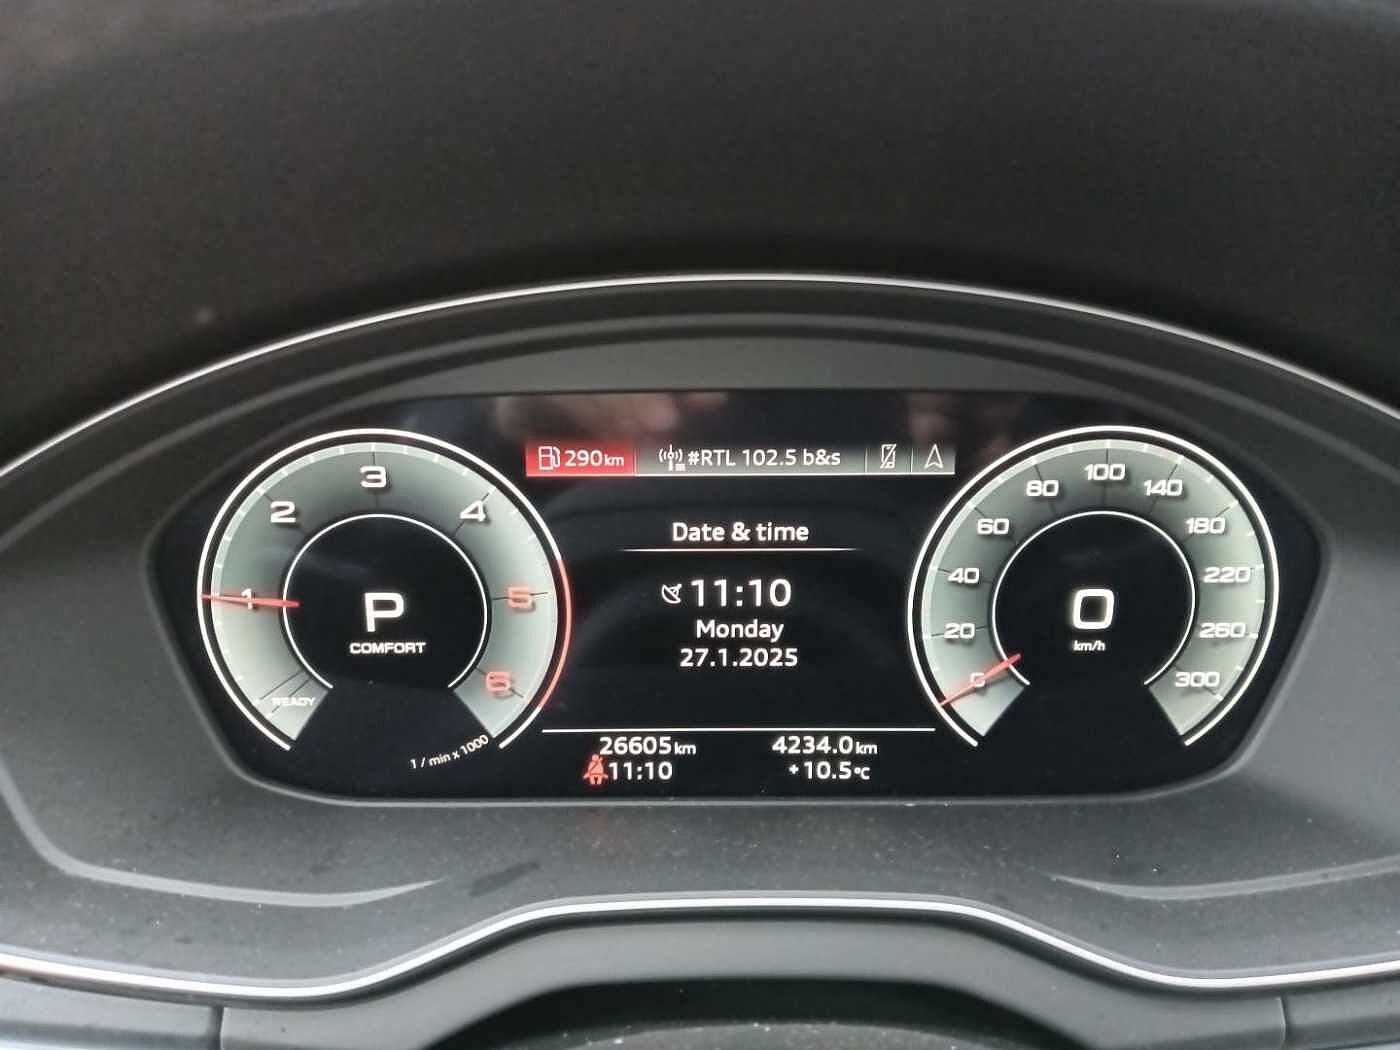 290km
#RTL 102.5 b&s
Date & time
11:10
Monday
27.1.2025
26605km
4234.0km
11:10
+10.5°C
READY
1
2
3
4
5
6
P
COMFORT
1 / min x 1000
0
20
40
60
80
100
140
180
220
260
300
0
km/h